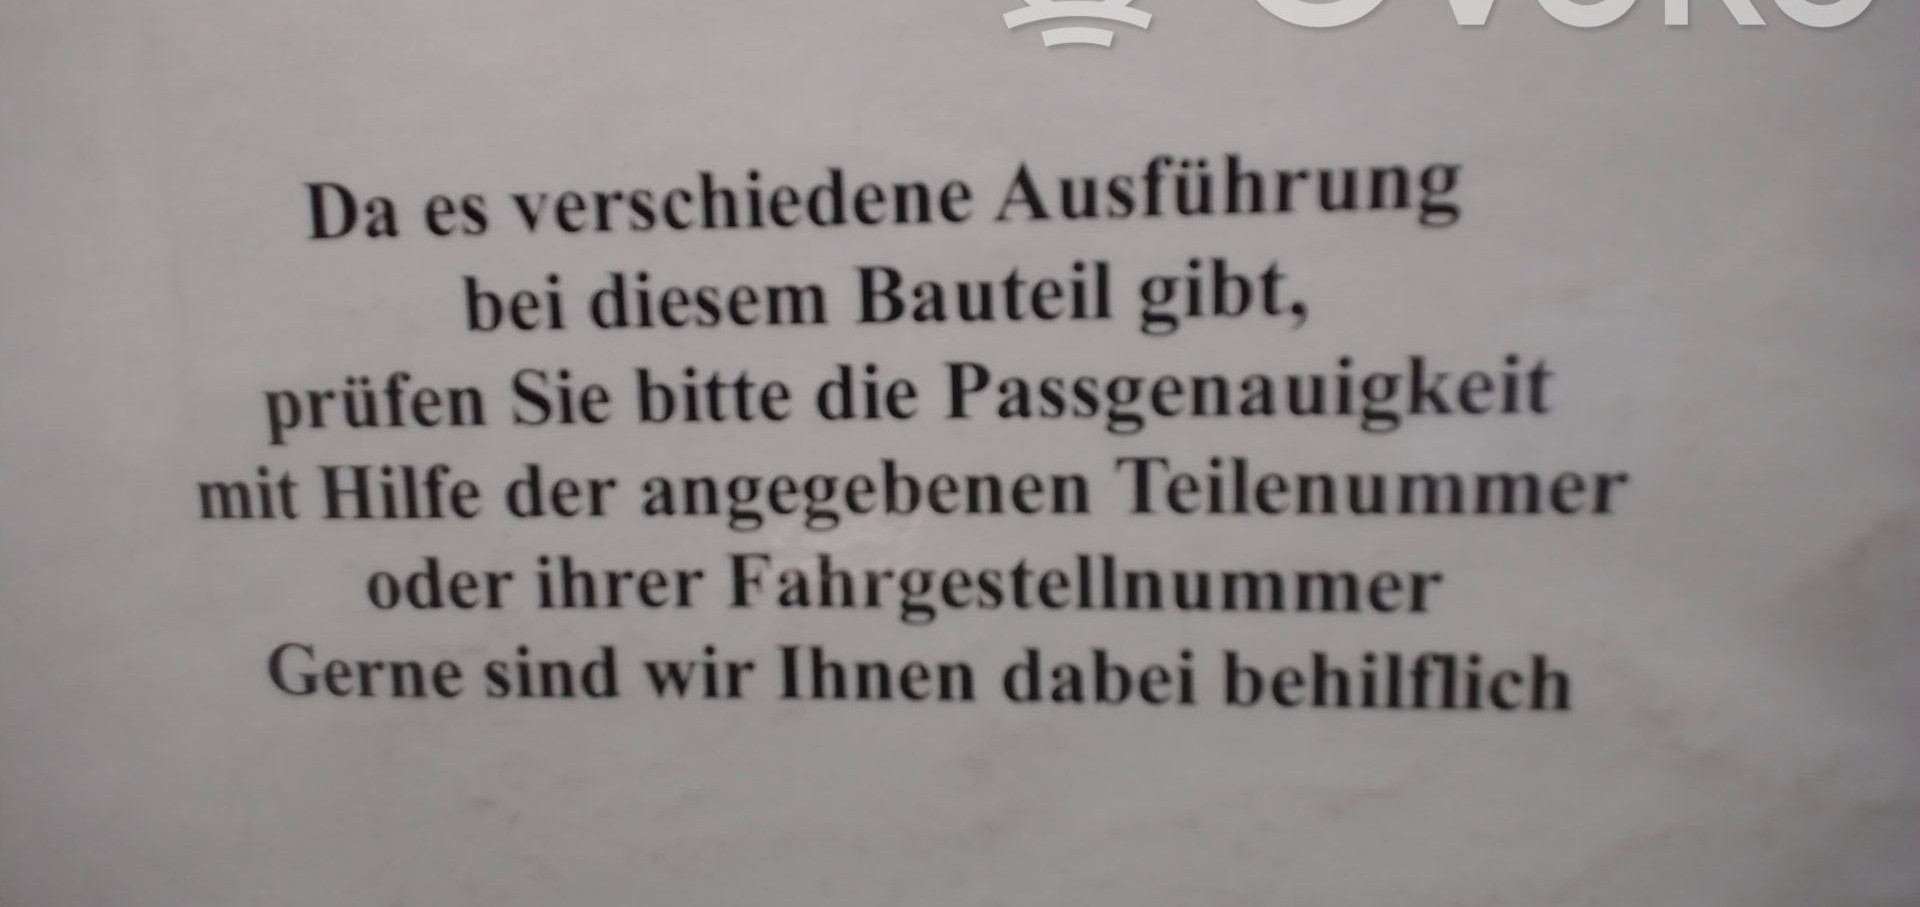 Da es verschiedene Ausführung
bei diesem Bauteil gibt,
prüfen Sie bitte die Passgenauigkeit
mit Hilfe der angegebenen Teilenummer
oder ihrer Fahrgestellnummer
Gerne sind wir Ihnen dabei behilflich